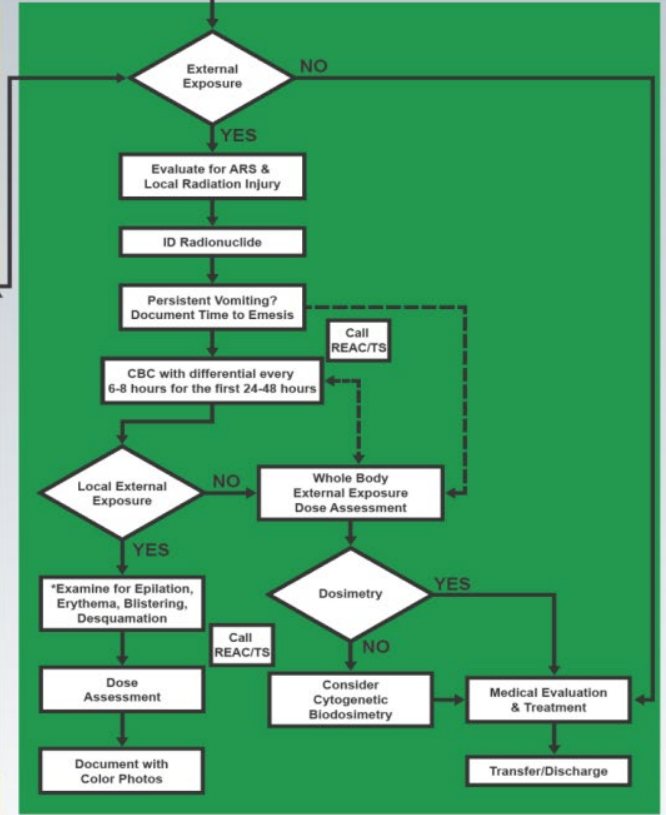 External
Exposure
NO
YES
Evaluate for ARS &
Local Radiation Injury
ID Radionuclide
Persistent Vomiting?
Document Time to Emesis
Call
REAC/TS
CBC with differential every
6-8 hours for the first 24-48 hours
Local External
Exposure
NO
Whole Body
External Exposure
Dose Assessment
YES
*Examine for Epilation,
Erythema, Blistering,
Desquamation
Dosimetry
YES
Call
REAC/TS
NO
Dose
Assessment
Consider
Cytogenetic
Biodosimetry
Medical Evaluation
& Treatment
Document with
Color Photos
Transfer/Discharge